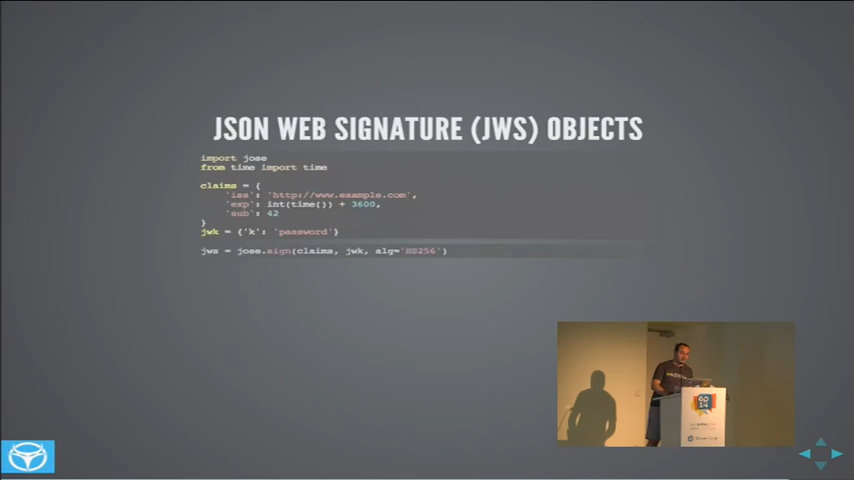 JSON WEB SIGNATURE (JWS) OBJECTS
import jose
from time import time
claims = {
'iss': 'http://www.example.com',
'exp': int(time()) + 3600,
'sub': 42
}
jwk = {'k': 'password'}
jws = jose.sign(claims, jwk, alg='HS256')